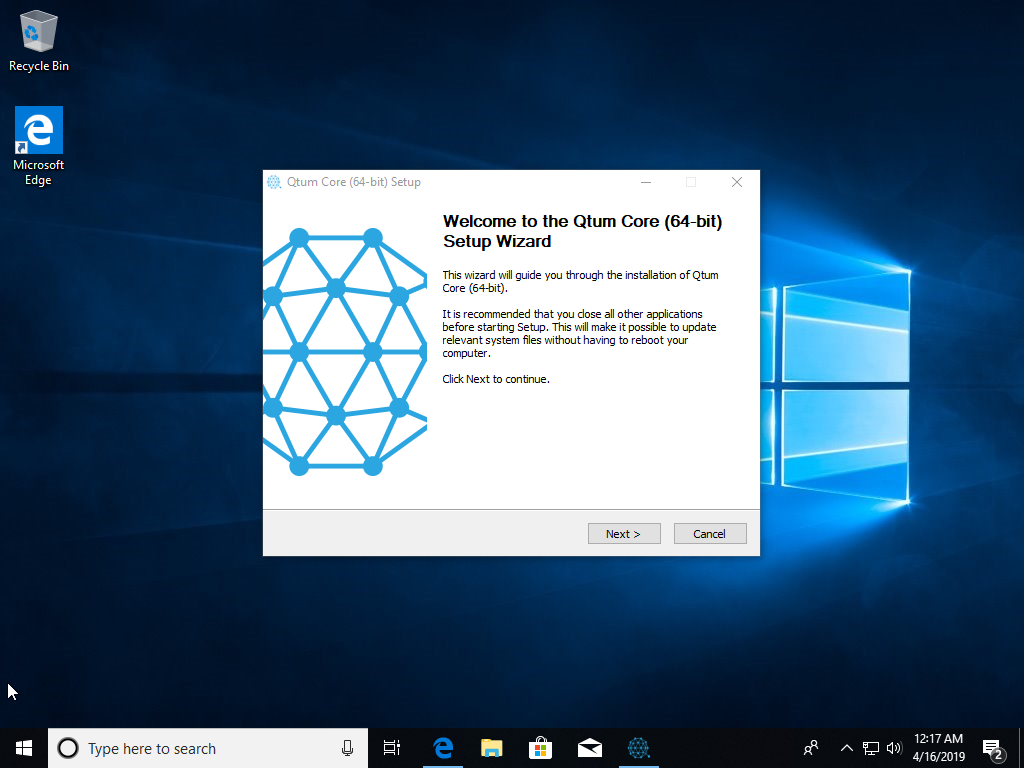 Recycle Bin
Microsoft
Edge
Qtum Core (64-bit) Setup
Welcome to the Qtum Core (64-bit)
Setup Wizard
This wizard will guide you through the installation of Qtum
Core (64-bit).
It is recommended that you close all other applications
before starting Setup. This will make it possible to update
relevant system files without having to reboot your
computer.
Click Next to continue.
Next >
Cancel
Type here to search
12:17 AM
4/16/2019
2